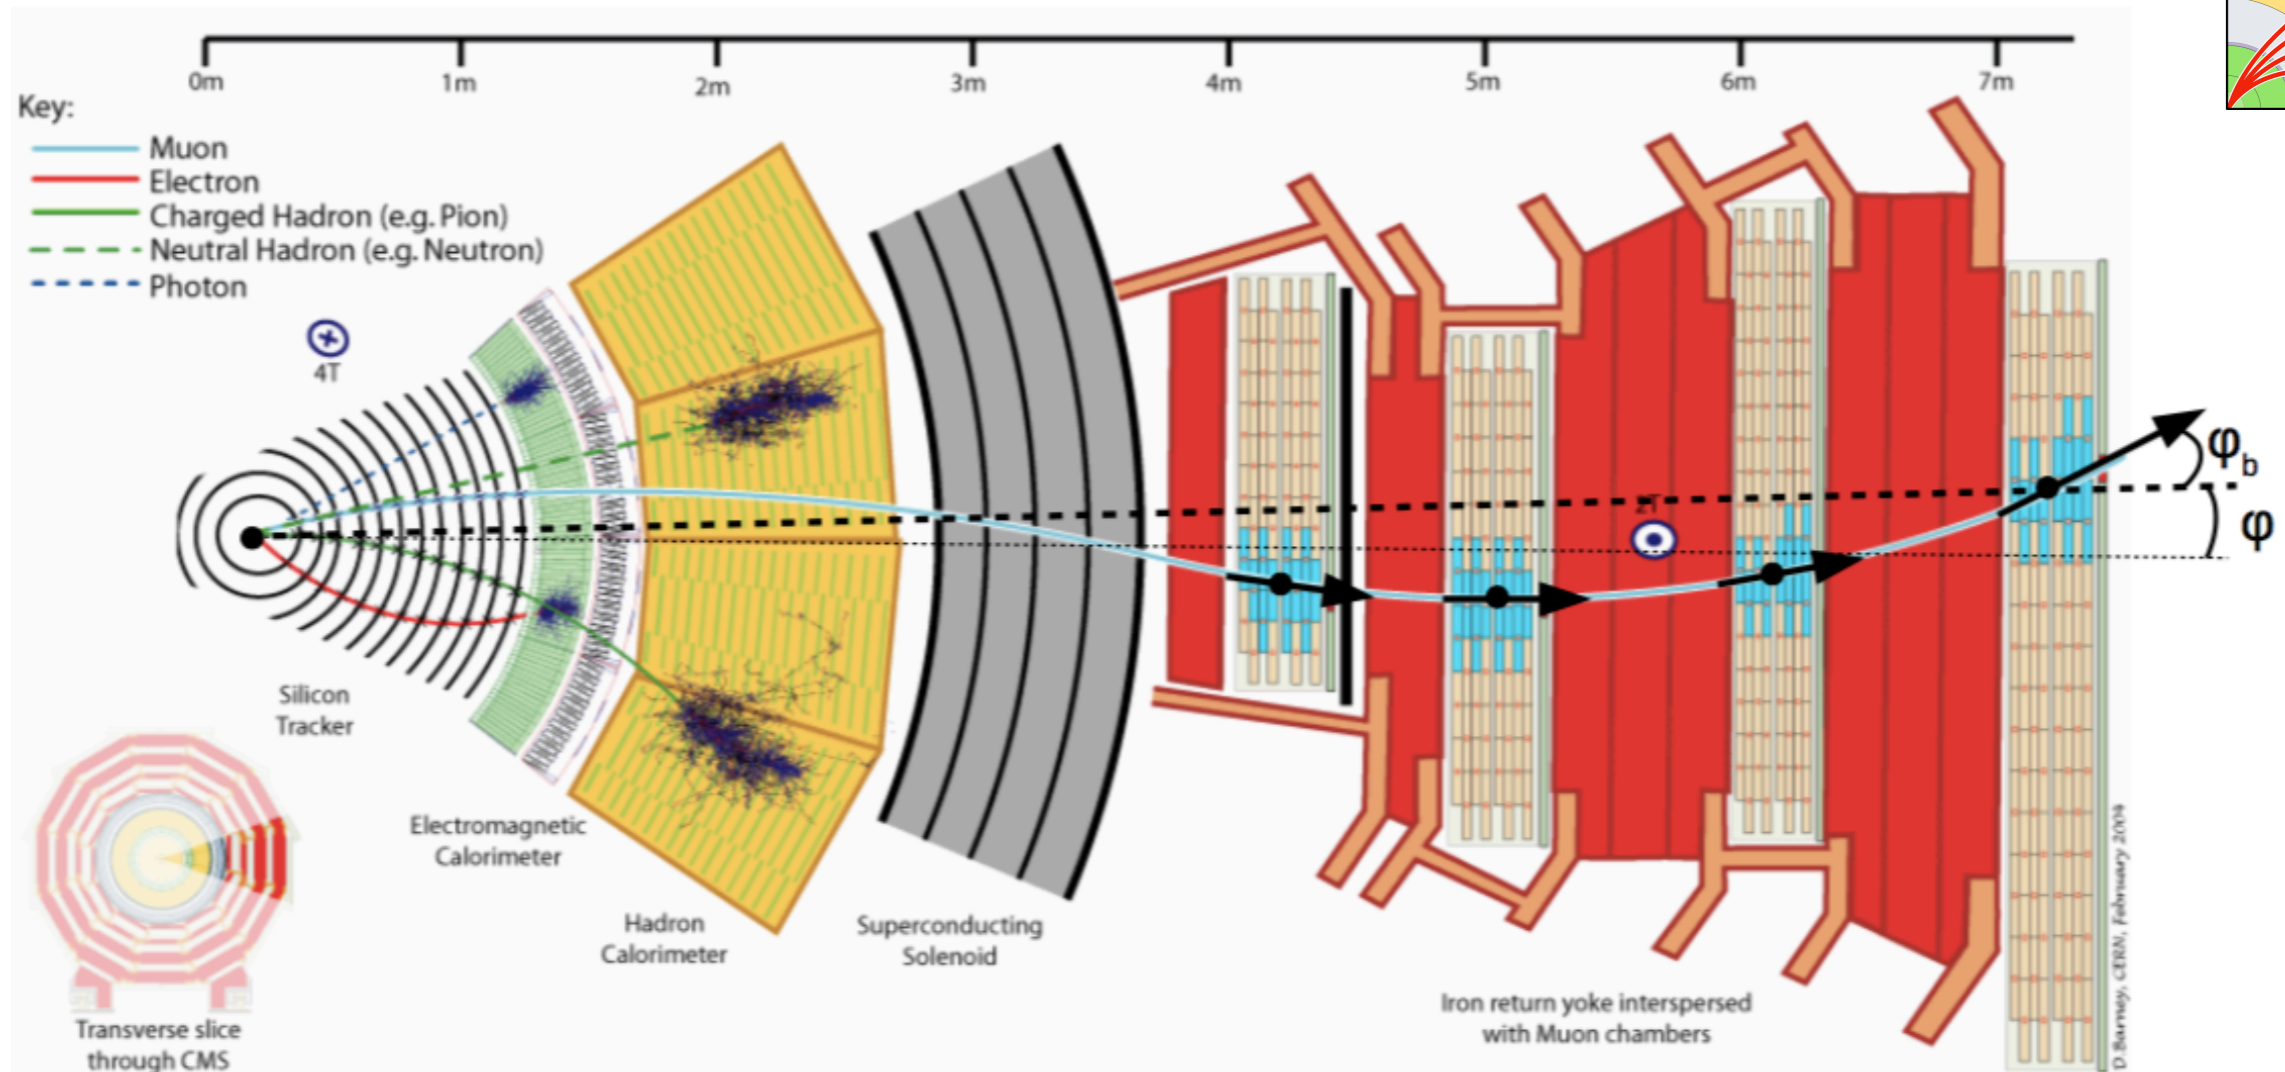 0m 1m 2m 3m 4m 5m 6m 7m
Key:
Muon
Electron
Charged Hadron (e.g. Pion)
Neutral Hadron (e.g. Neutron)
Photon
4T
2T
φb
φ
Silicon
Tracker
Electromagnetic
Calorimeter
Hadron
Calorimeter
Superconducting
Solenoid
Iron return yoke interspersed
with Muon chambers
Transverse slice
through CMS
D.Barney, CERN, February 2004